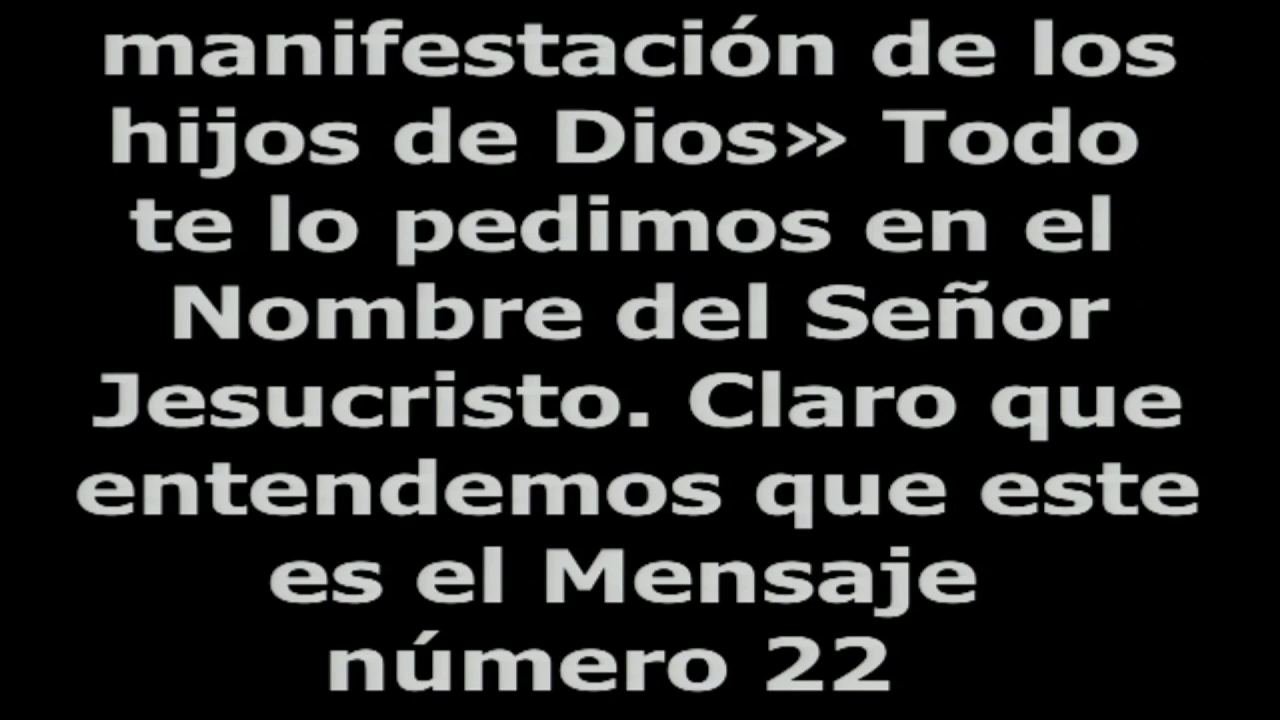 manifestación de los
hijos de Dios» Todo
te lo pedimos en el
Nombre del Señor
Jesucristo. Claro que
entendemos que este
es el Mensaje
número 22